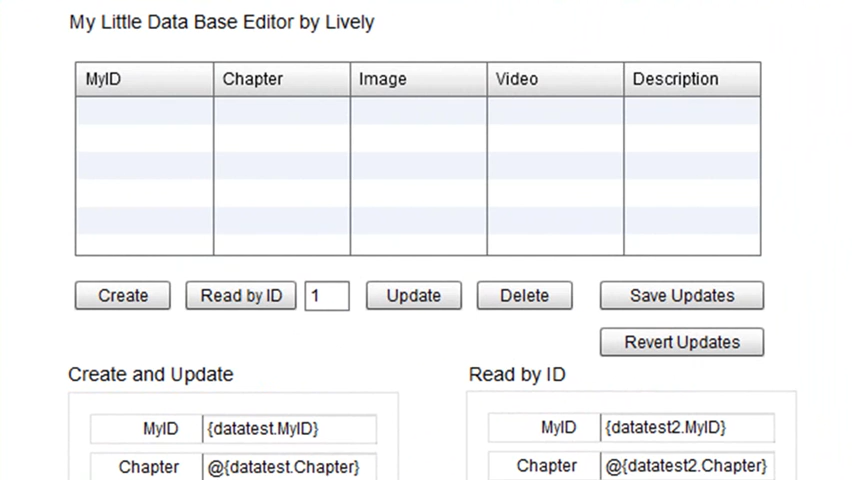 My Little Data Base Editor by Lively
MyID Chapter Image Video Description
Create Read by ID 1 Update Delete Save Updates
Revert Updates
Create and Update Read by ID
MyID {datatest.MyID} MyID {datatest2.MyID}
Chapter @{datatest.Chapter} Chapter @{datatest2.Chapter}